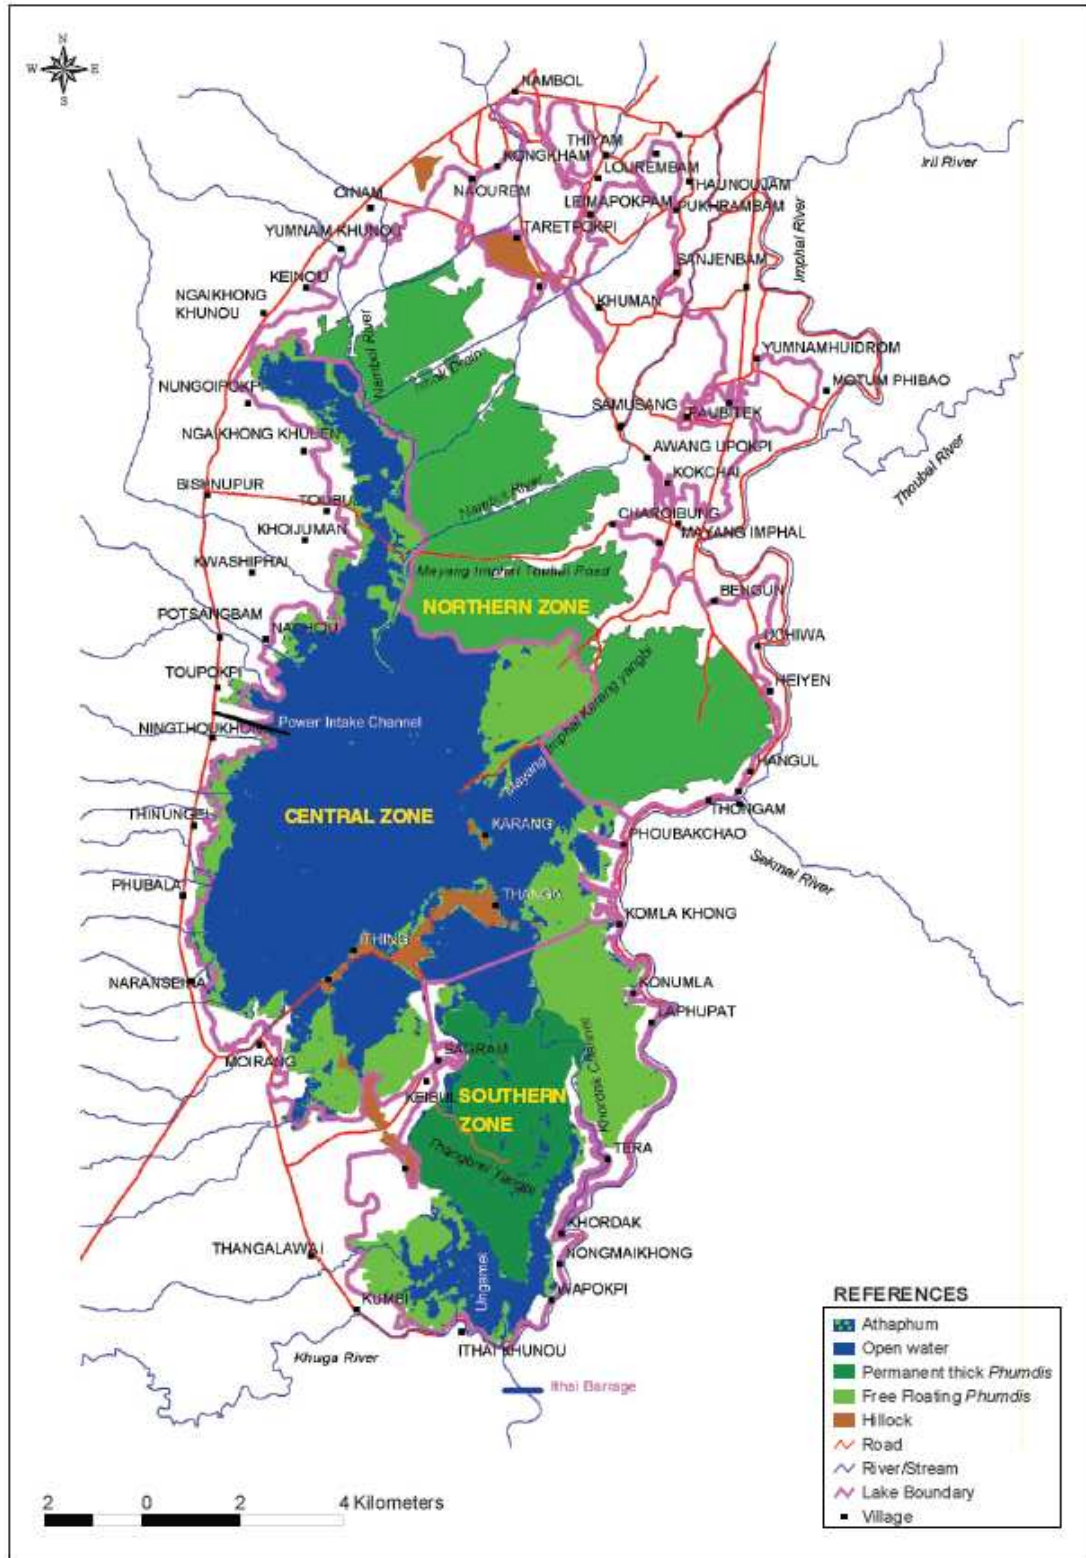 N
W E
S
NAMBOL
THIYAM
KONGKHAM
LOUREMBAM
Iril River
NAOUREM
THAUNOUJAM
OINAM
LEIMAPOKPAM
PUKHRAMBAM
YUMNAM KHUNOU
TARETPOKPI
Imphal River
KEINOU
SANJENBAM
NGAIKHONG
KHUNOU
KHUMAN
Nambol River
YUMNAMHUIDROM
NUNGOIPOKPI
MOTUM PHIBAO
SAMUSANG
PAUBITEK
NGAIKHONG KHULEN
AWANG UPOKPI
Thoubal River
KOKCHAI
BISHNUPUR
Nambul River
TOUBUL
CHAROIBUNG
KHOIJUMAN
MAYANG IMPHAL
KWASHIPHAI
Mayang Imphal Toubul Road
BENGUN
NORTHERN ZONE
POTSANGBAM
NACHOU
UCHIWA
TOUPOKPI
HEIYEN
Power Intake Channel
NINGTHOUKHONG
Mayang Imphal Karang yangbi
HANGUL
CENTRAL ZONE
THINUNGEI
THONGAM
KARANG
PHOUBAKCHAO
Sekmai River
PHUBALA
THANGA
KOMLA KHONG
ITHING
NARANSEINA
KONUMLA
LAPHUPAT
MOIRANG
SAGRAM
Khordak Channel
KEIBUL
SOUTHERN
ZONE
TERA
Thangbrei Yangbi
KHORDAK
THANGALAWAI
NONGMAIKHONG
Ungamei
WAPOKPI
KUMBI
ITHAI KHUNOU
Khuga River
Ithai Barrage
REFERENCES
Athaphum
Open water
Permanent thick Phumdis
Free Floating Phumdis
Hillock
Road
River/Stream
Lake Boundary
Village
2 0 2 4 Kilometers